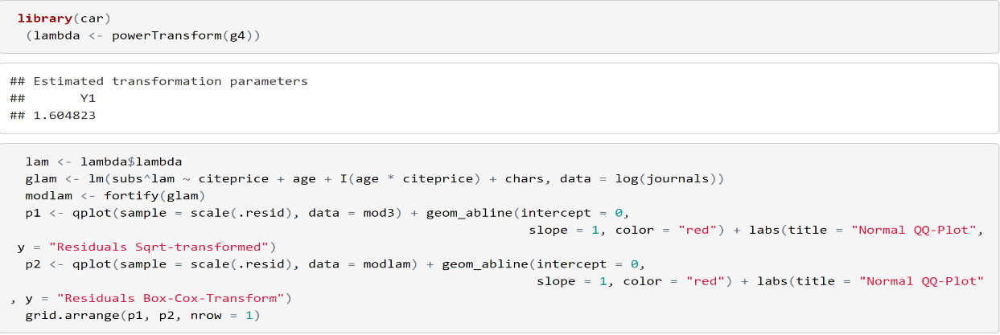 library(car)
(lambda <- powerTransform(g4))
## Estimated transformation parameters
## Y1
## 1.604823
lam <- lambda$lambda
glam <- lm(subs^lam ~ citeprice + age + I(age * citeprice) + chars, data = log(journals))
modlam <- fortify(glam)
p1 <- qplot(sample = scale(.resid), data = mod3) + geom_abline(intercept = 0,
slope = 1, color = "red") + labs(title = "Normal QQ-Plot",
y = "Residuals Sqrt-transformed")
p2 <- qplot(sample = scale(.resid), data = modlam) + geom_abline(intercept = 0,
slope = 1, color = "red") + labs(title = "Normal QQ-Plot"
, y = "Residuals Box-Cox-Transform")
grid.arrange(p1, p2, nrow = 1)